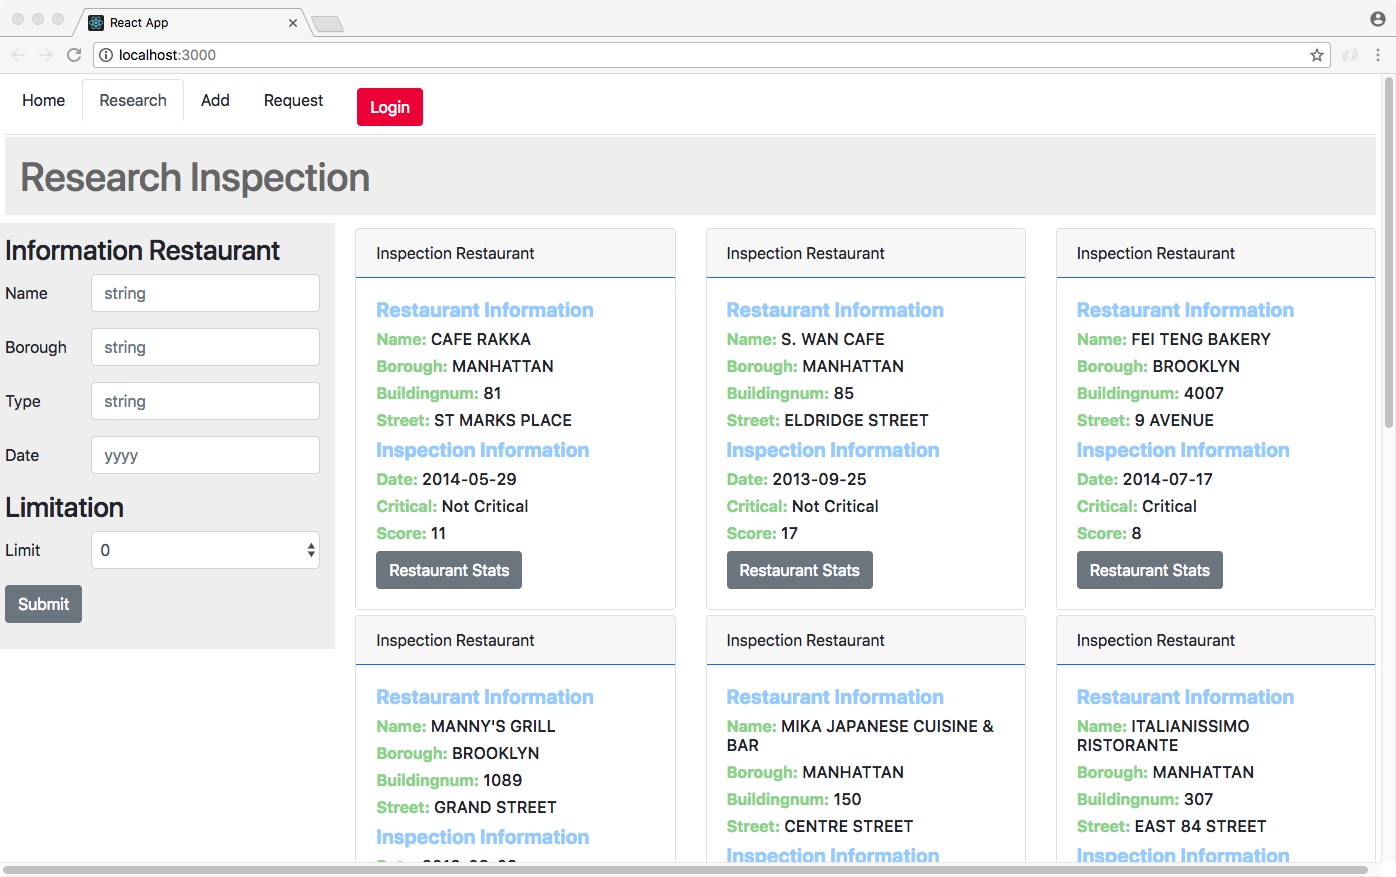 React App
localhost:3000
Home Research Add Request Login
Research Inspection
Information Restaurant
Name string
Borough string
Type string
Date yyyy
Limitation
Limit 0
Submit
Inspection Restaurant
Restaurant Information
Name: CAFE RAKKA
Borough: MANHATTAN
Buildingnum: 81
Street: ST MARKS PLACE
Inspection Information
Date: 2014-05-29
Critical: Not Critical
Score: 11
Restaurant Stats
Inspection Restaurant
Restaurant Information
Name: S. WAN CAFE
Borough: MANHATTAN
Buildingnum: 85
Street: ELDRIDGE STREET
Inspection Information
Date: 2013-09-25
Critical: Not Critical
Score: 17
Restaurant Stats
Inspection Restaurant
Restaurant Information
Name: FEI TENG BAKERY
Borough: BROOKLYN
Buildingnum: 4007
Street: 9 AVENUE
Inspection Information
Date: 2014-07-17
Critical: Critical
Score: 8
Restaurant Stats
Inspection Restaurant
Restaurant Information
Name: MANNY'S GRILL
Borough: BROOKLYN
Buildingnum: 1089
Street: GRAND STREET
Inspection Information
Inspection Restaurant
Restaurant Information
Name: MIKA JAPANESE CUISINE &
BAR
Borough: MANHATTAN
Buildingnum: 150
Street: CENTRE STREET
Inspection Information
Inspection Restaurant
Restaurant Information
Name: ITALIANISSIMO
RISTORANTE
Borough: MANHATTAN
Buildingnum: 307
Street: EAST 84 STREET
Inspection Information